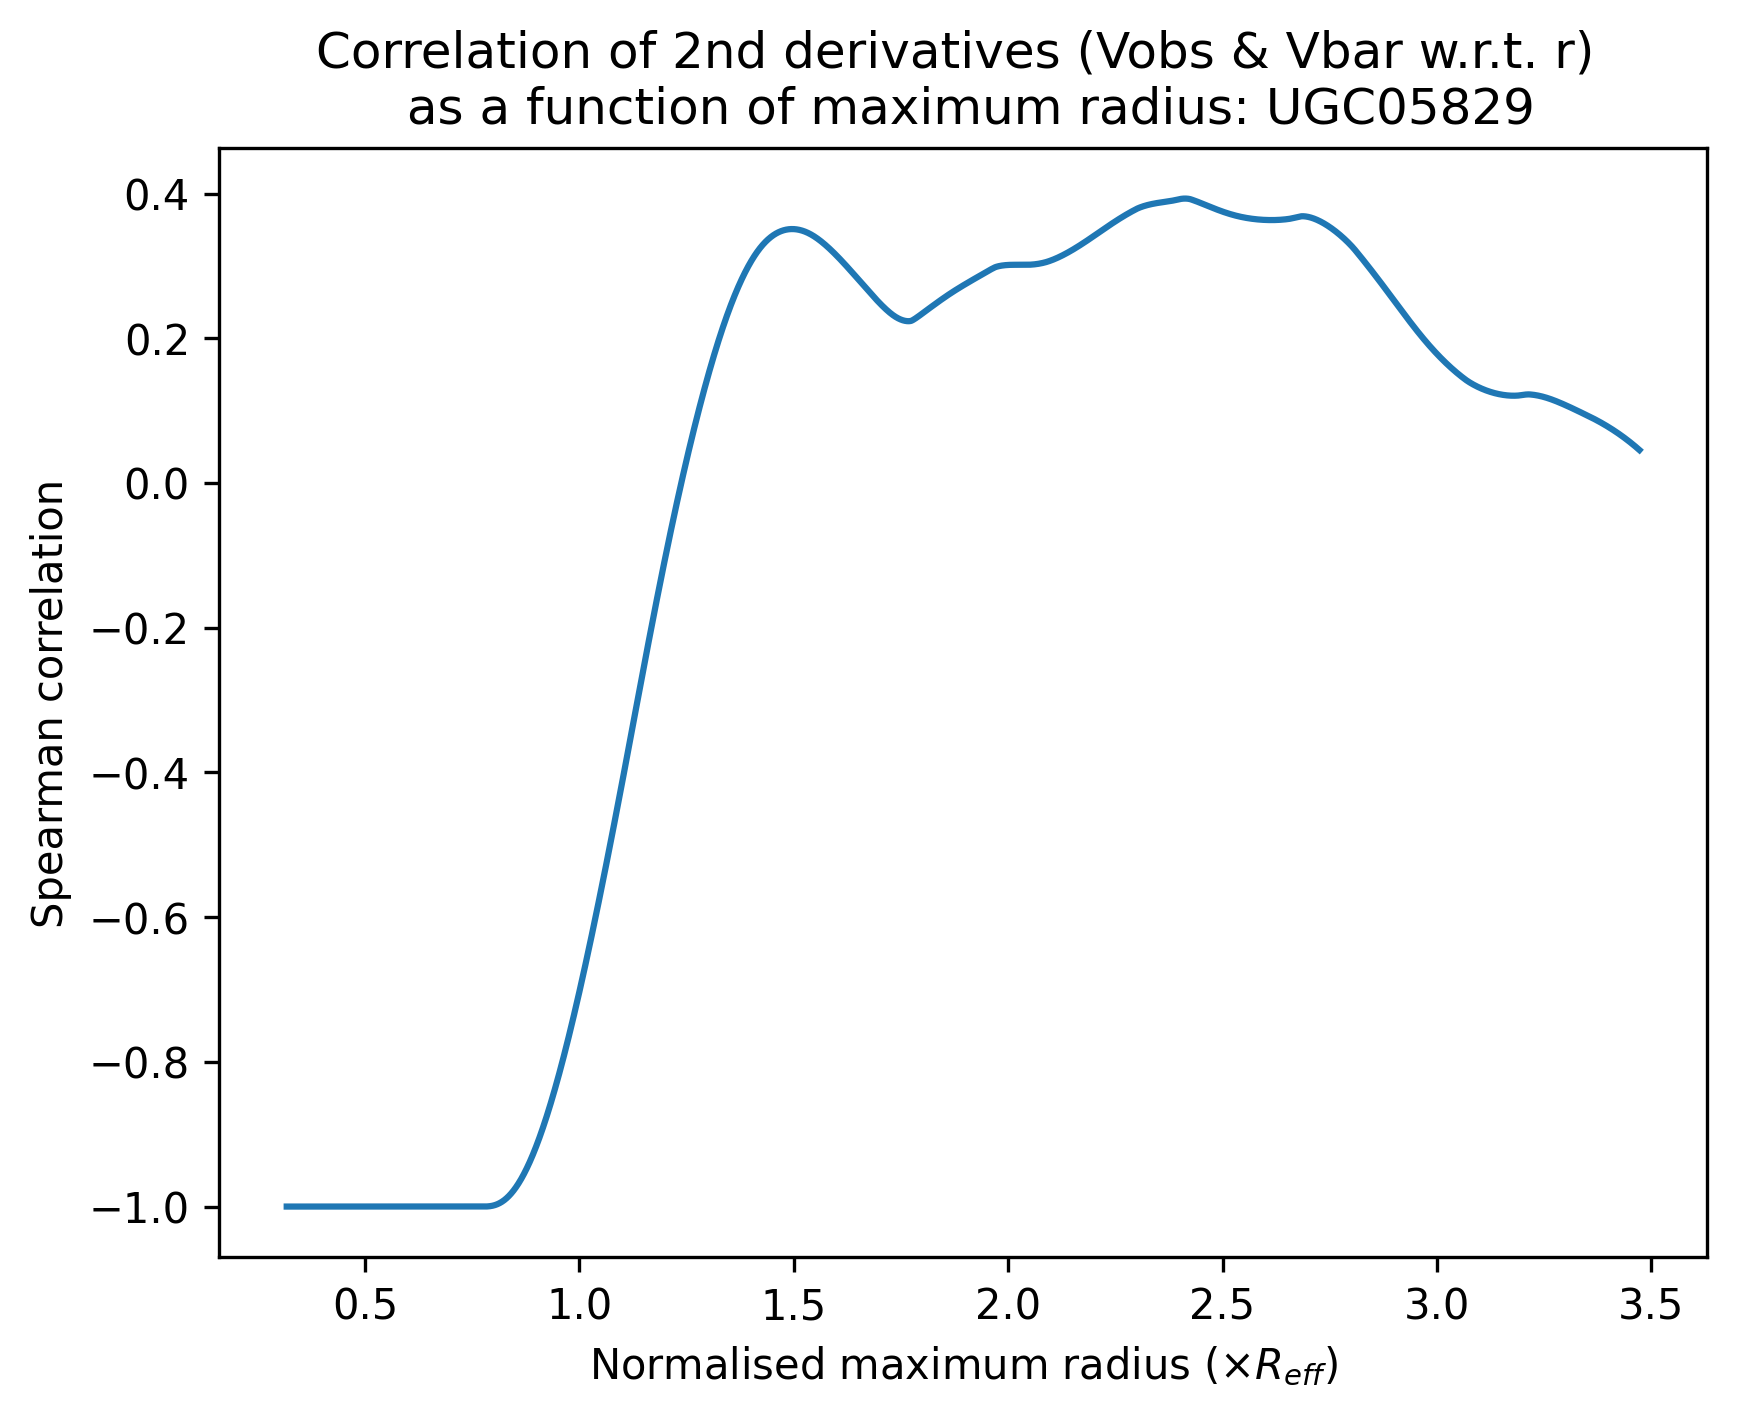 Correlation of 2nd derivatives (Vobs & Vbar w.r.t. r)
as a function of maximum radius: UGC05829
Spearman correlation
0.4
0.2
0.0
−0.2
−0.4
−0.6
−0.8
−1.0
0.5 1.0 1.5 2.0 2.5 3.0 3.5
Normalised maximum radius (×R_eff)